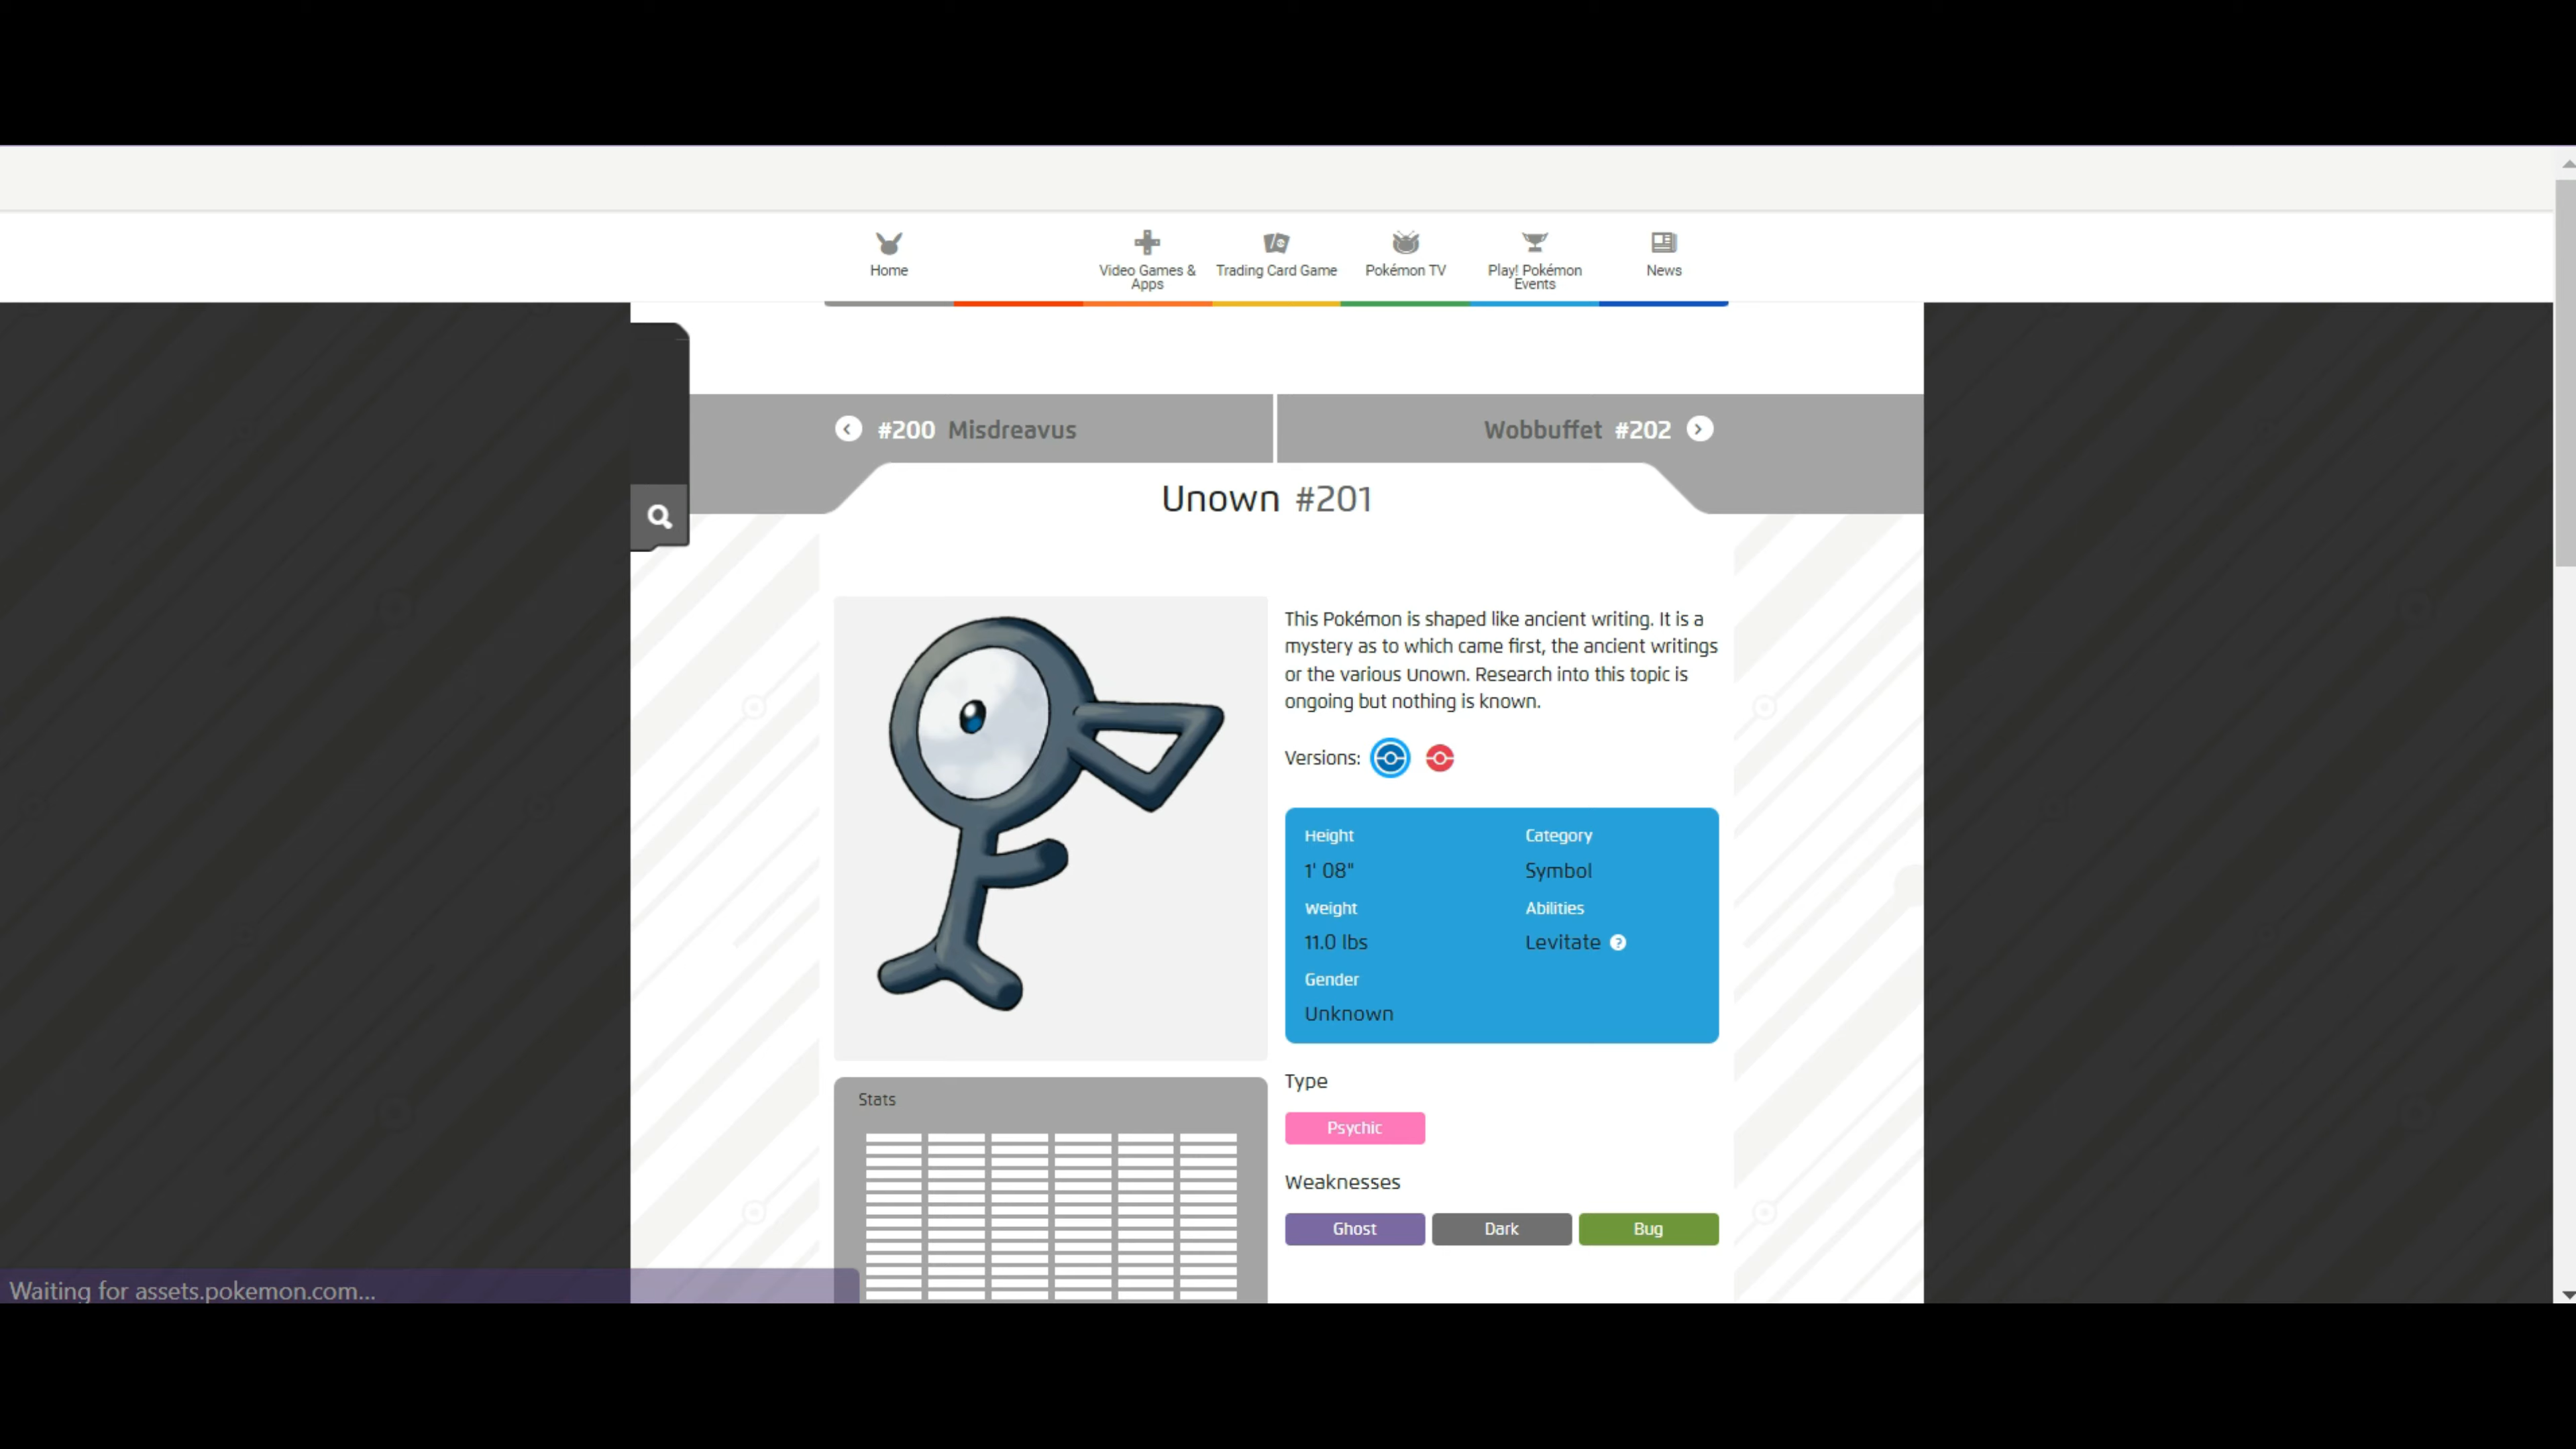 Home
Video Games &
Apps
Trading Card Game
Pokémon TV
Play! Pokémon
Events
News
#200 Misdreavus
Wobbuffet #202
Unown #201
This Pokémon is shaped like ancient writing. It is a
mystery as to which came first, the ancient writings
or the various Unown. Research into this topic is
ongoing but nothing is known.
Versions:
Height
1' 08"
Category
Symbol
Weight
11.0 lbs
Abilities
Levitate ?
Gender
Unknown
Type
Psychic
Weaknesses
Ghost
Dark
Bug
Stats
Waiting for assets.pokemon.com...